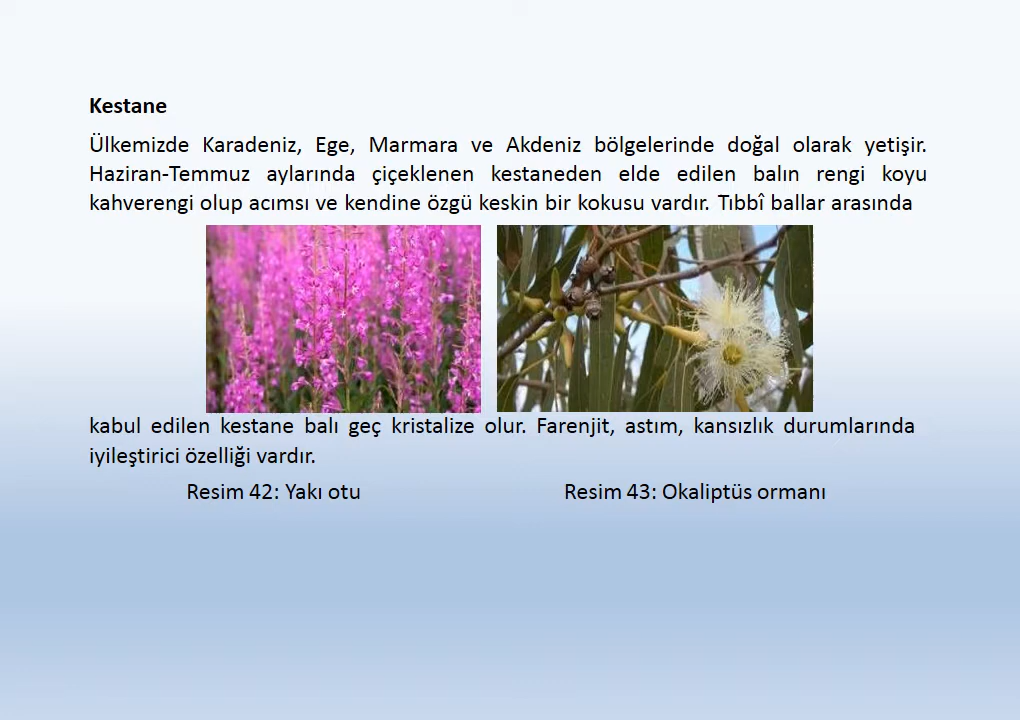 Kestane
Ülkemizde Karadeniz, Ege, Marmara ve Akdeniz bölgelerinde doğal olarak yetişir.
Haziran-Temmuz aylarında çiçeklenen kestaneden elde edilen balın rengi koyu
kahverengi olup acımsı ve kendine özgü keskin bir kokusu vardır. Tıbbî ballar arasında
kabul edilen kestane balı geç kristalize olur. Farenjit, astım, kansızlık durumlarında
iyileştirici özelliği vardır.
Resim 42: Yakı otu Resim 43: Okaliptüs ormanı